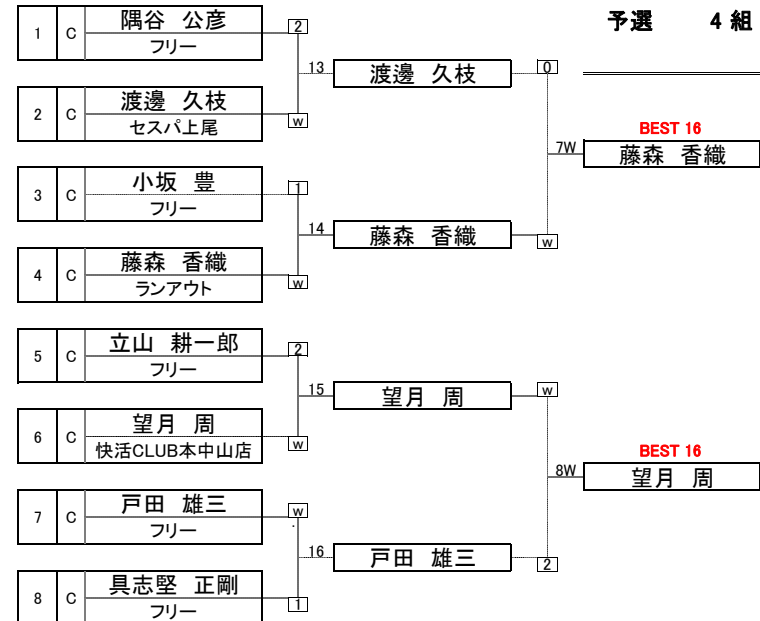 予選 4 組
1 C 隅谷 公彦
フリー
2
13 渡邊 久枝 0
2 C 渡邊 久枝
セスパ上尾
w
BEST 16
7W 藤森 香織
3 C 小坂 豊
フリー
1
14 藤森 香織 w
4 C 藤森 香織
ランアウト
w
5 C 立山 耕一郎
フリー
2
15 望月 周 w
6 C 望月 周
快活CLUB本中山店
w
BEST 16
8W 望月 周
7 C 戸田 雄三
フリー
w
16 戸田 雄三 2
8 C 具志堅 正剛
フリー
1